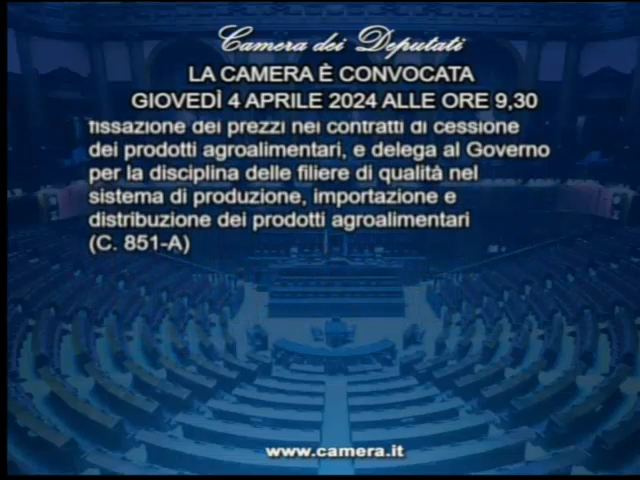 Camera dei Deputati
LA CAMERA È CONVOCATA
GIOVEDÌ 4 APRILE 2024 ALLE ORE 9,30
fissazione dei prezzi nei contratti di cessione
dei prodotti agroalimentari, e delega al Governo
per la disciplina delle filiere di qualità nel
sistema di produzione, importazione e
distribuzione dei prodotti agroalimentari
(C. 851-A)
www.camera.it